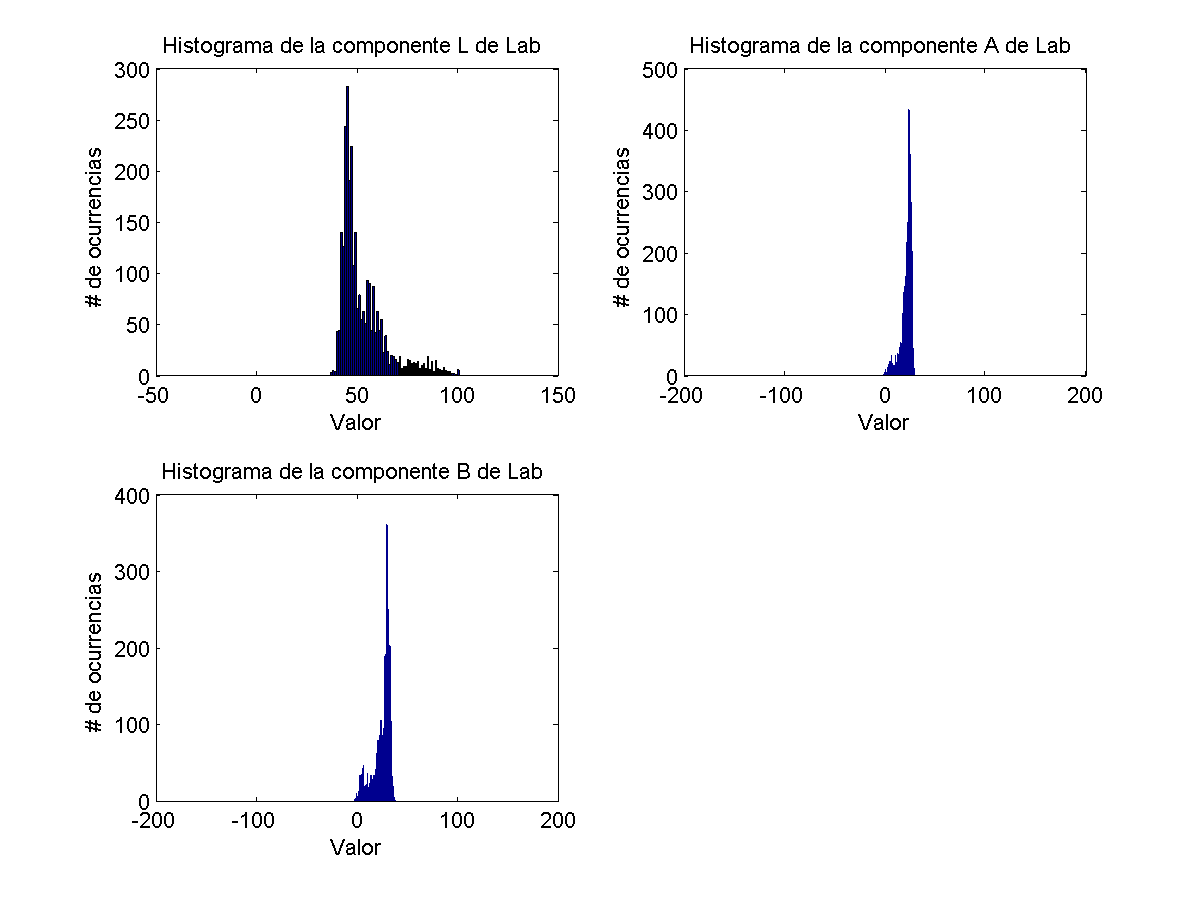 Histograma de la componente L de Lab
300
250
200
150
100
50
0
-50 0 50 100 150
# de ocurrencias
Valor
Histograma de la componente A de Lab
500
400
300
200
100
0
-200 -100 0 100 200
# de ocurrencias
Valor
Histograma de la componente B de Lab
400
300
200
100
0
-200 -100 0 100 200
# de ocurrencias
Valor